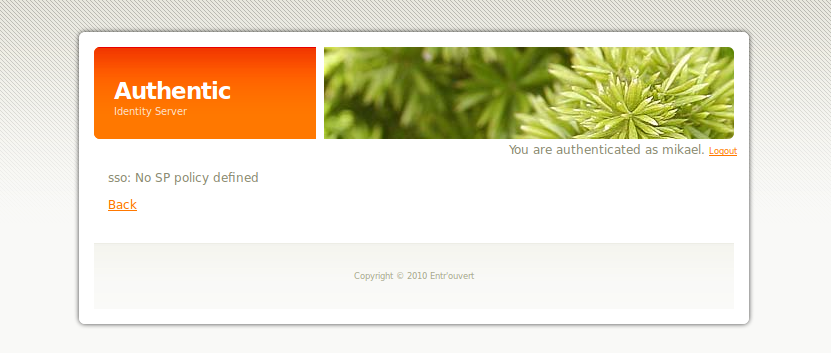 Authentic
Identity Server
You are authenticated as mikael. Logout
sso: No SP policy defined
Back
Copyright © 2010 Entr'ouvert